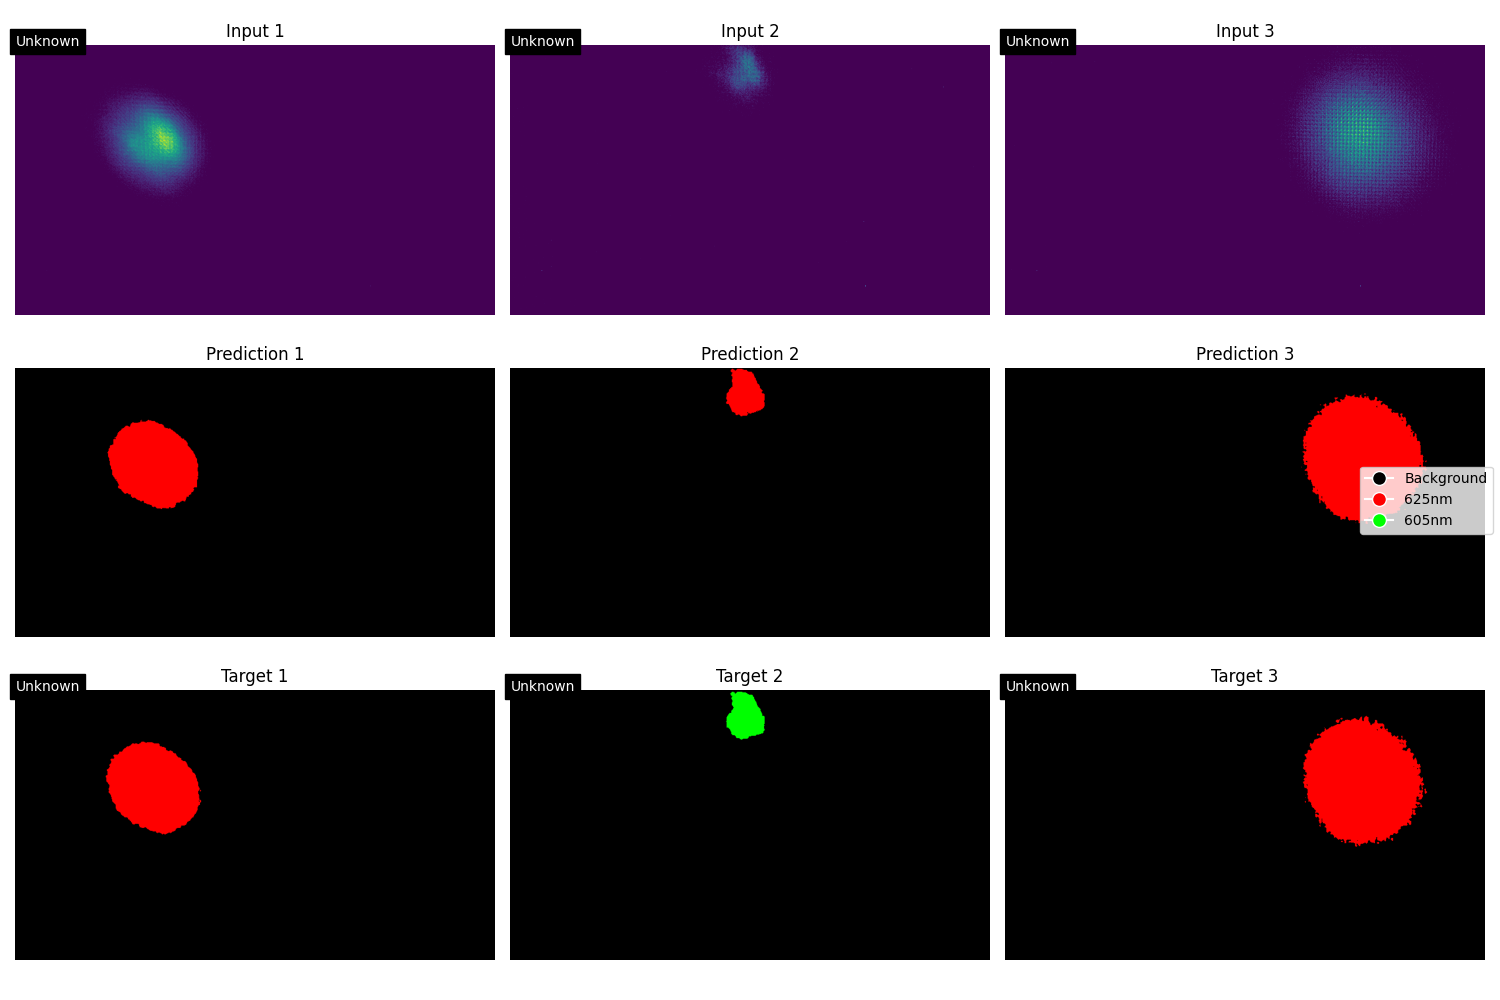 Input 1
Input 2
Input 3
Unknown
Unknown
Unknown
Prediction 1
Prediction 2
Prediction 3
Background
625nm
605nm
Target 1
Target 2
Target 3
Unknown
Unknown
Unknown